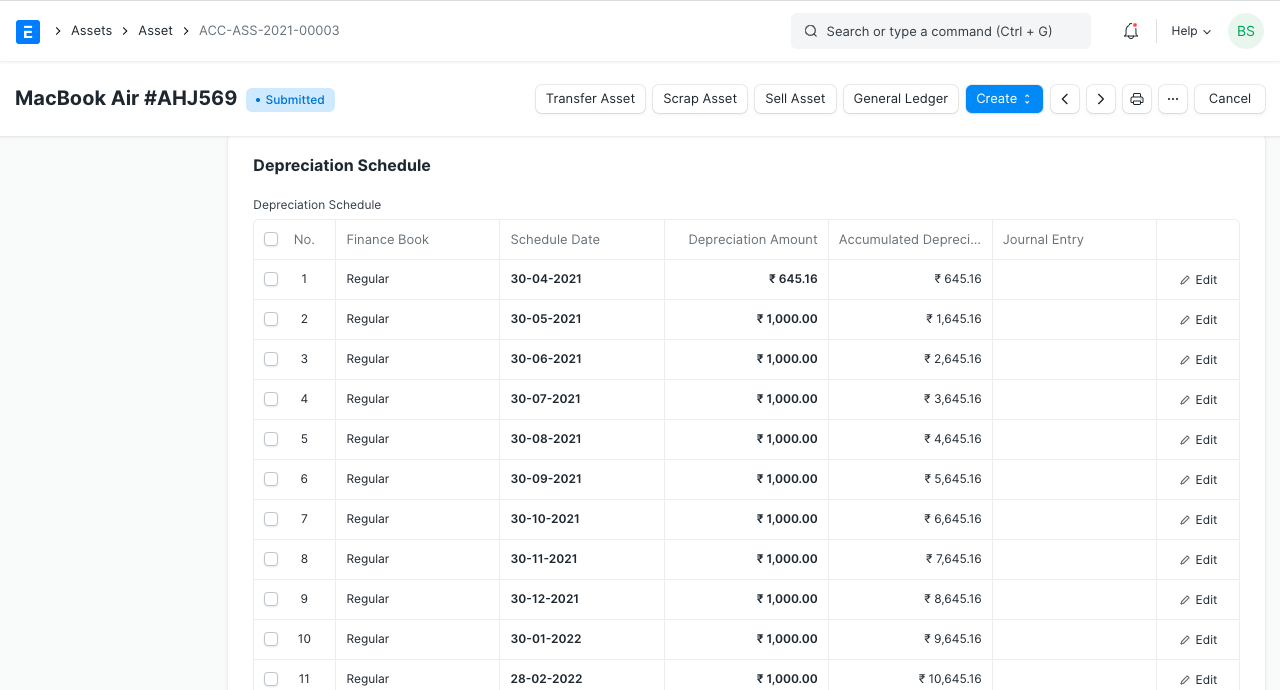 E > Assets > Asset > ACC-ASS-2021-00003 Search or type a command (Ctrl + G) Help BS
MacBook Air #AHJ569 • Submitted Transfer Asset Scrap Asset Sell Asset General Ledger Create ... Cancel
Depreciation Schedule
Depreciation Schedule
No. Finance Book Schedule Date Depreciation Amount Accumulated Depreci... Journal Entry
1 Regular 30-04-2021 ₹ 645.16 ₹ 645.16 Edit
2 Regular 30-05-2021 ₹ 1,000.00 ₹ 1,645.16 Edit
3 Regular 30-06-2021 ₹ 1,000.00 ₹ 2,645.16 Edit
4 Regular 30-07-2021 ₹ 1,000.00 ₹ 3,645.16 Edit
5 Regular 30-08-2021 ₹ 1,000.00 ₹ 4,645.16 Edit
6 Regular 30-09-2021 ₹ 1,000.00 ₹ 5,645.16 Edit
7 Regular 30-10-2021 ₹ 1,000.00 ₹ 6,645.16 Edit
8 Regular 30-11-2021 ₹ 1,000.00 ₹ 7,645.16 Edit
9 Regular 30-12-2021 ₹ 1,000.00 ₹ 8,645.16 Edit
10 Regular 30-01-2022 ₹ 1,000.00 ₹ 9,645.16 Edit
11 Regular 28-02-2022 ₹ 1,000.00 ₹ 10,645.16 Edit